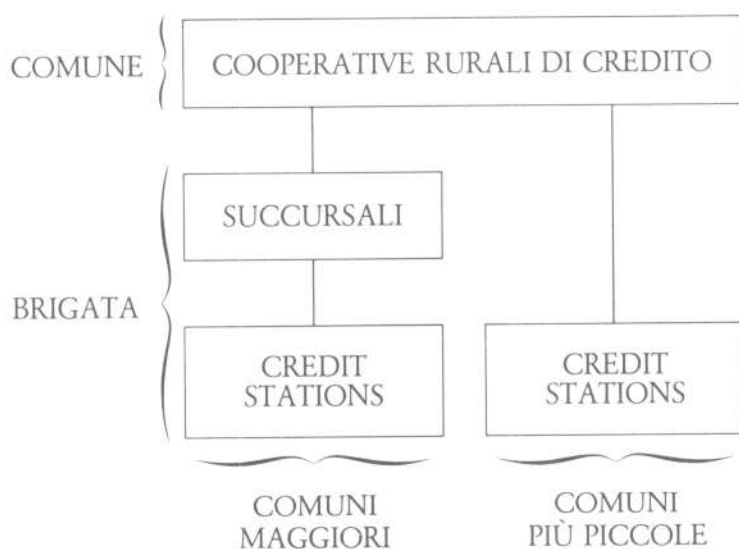 COMUNE
COOPERATIVE RURALI DI CREDITO
SUCCURSALI
BRIGATA
CREDIT
STATIONS
CREDIT
STATIONS
COMUNI
MAGGIORI
COMUNI
PIÙ PICCOLE